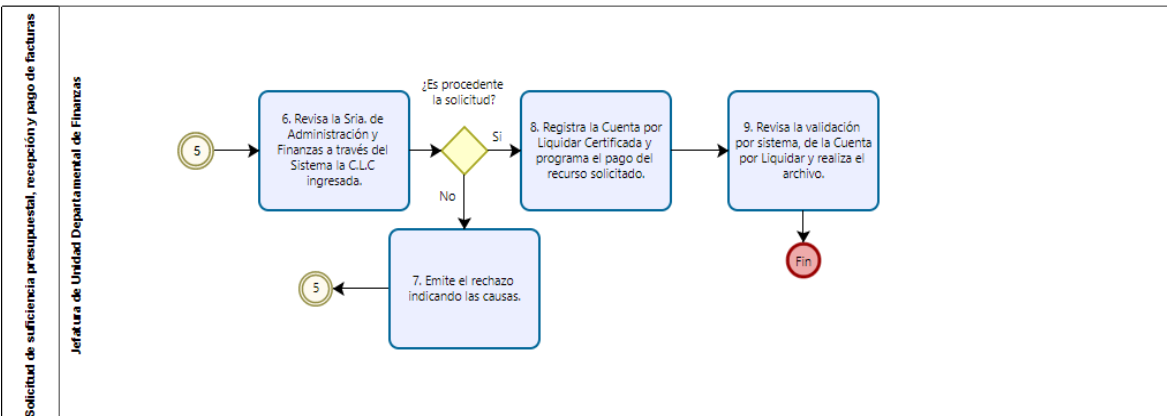 Solicitud de suficiencia presupuestal, recepción y pago de facturas
Jefatura de Unidad Departamental de Finanzas
5
6. Revisa la Sria. de
Administración y
Finanzas a través del
Sistema la C.L.C
ingresada.
¿Es procedente
la solicitud?
Si
No
8. Registra la Cuenta por
Liquidar Certificada y
programa el pago del
recurso solicitado.
9. Revisa la validación
por sistema, de la Cuenta
por Liquidar y realiza el
archivo.
Fin
7. Emite el rechazo
indicando las causas.
5